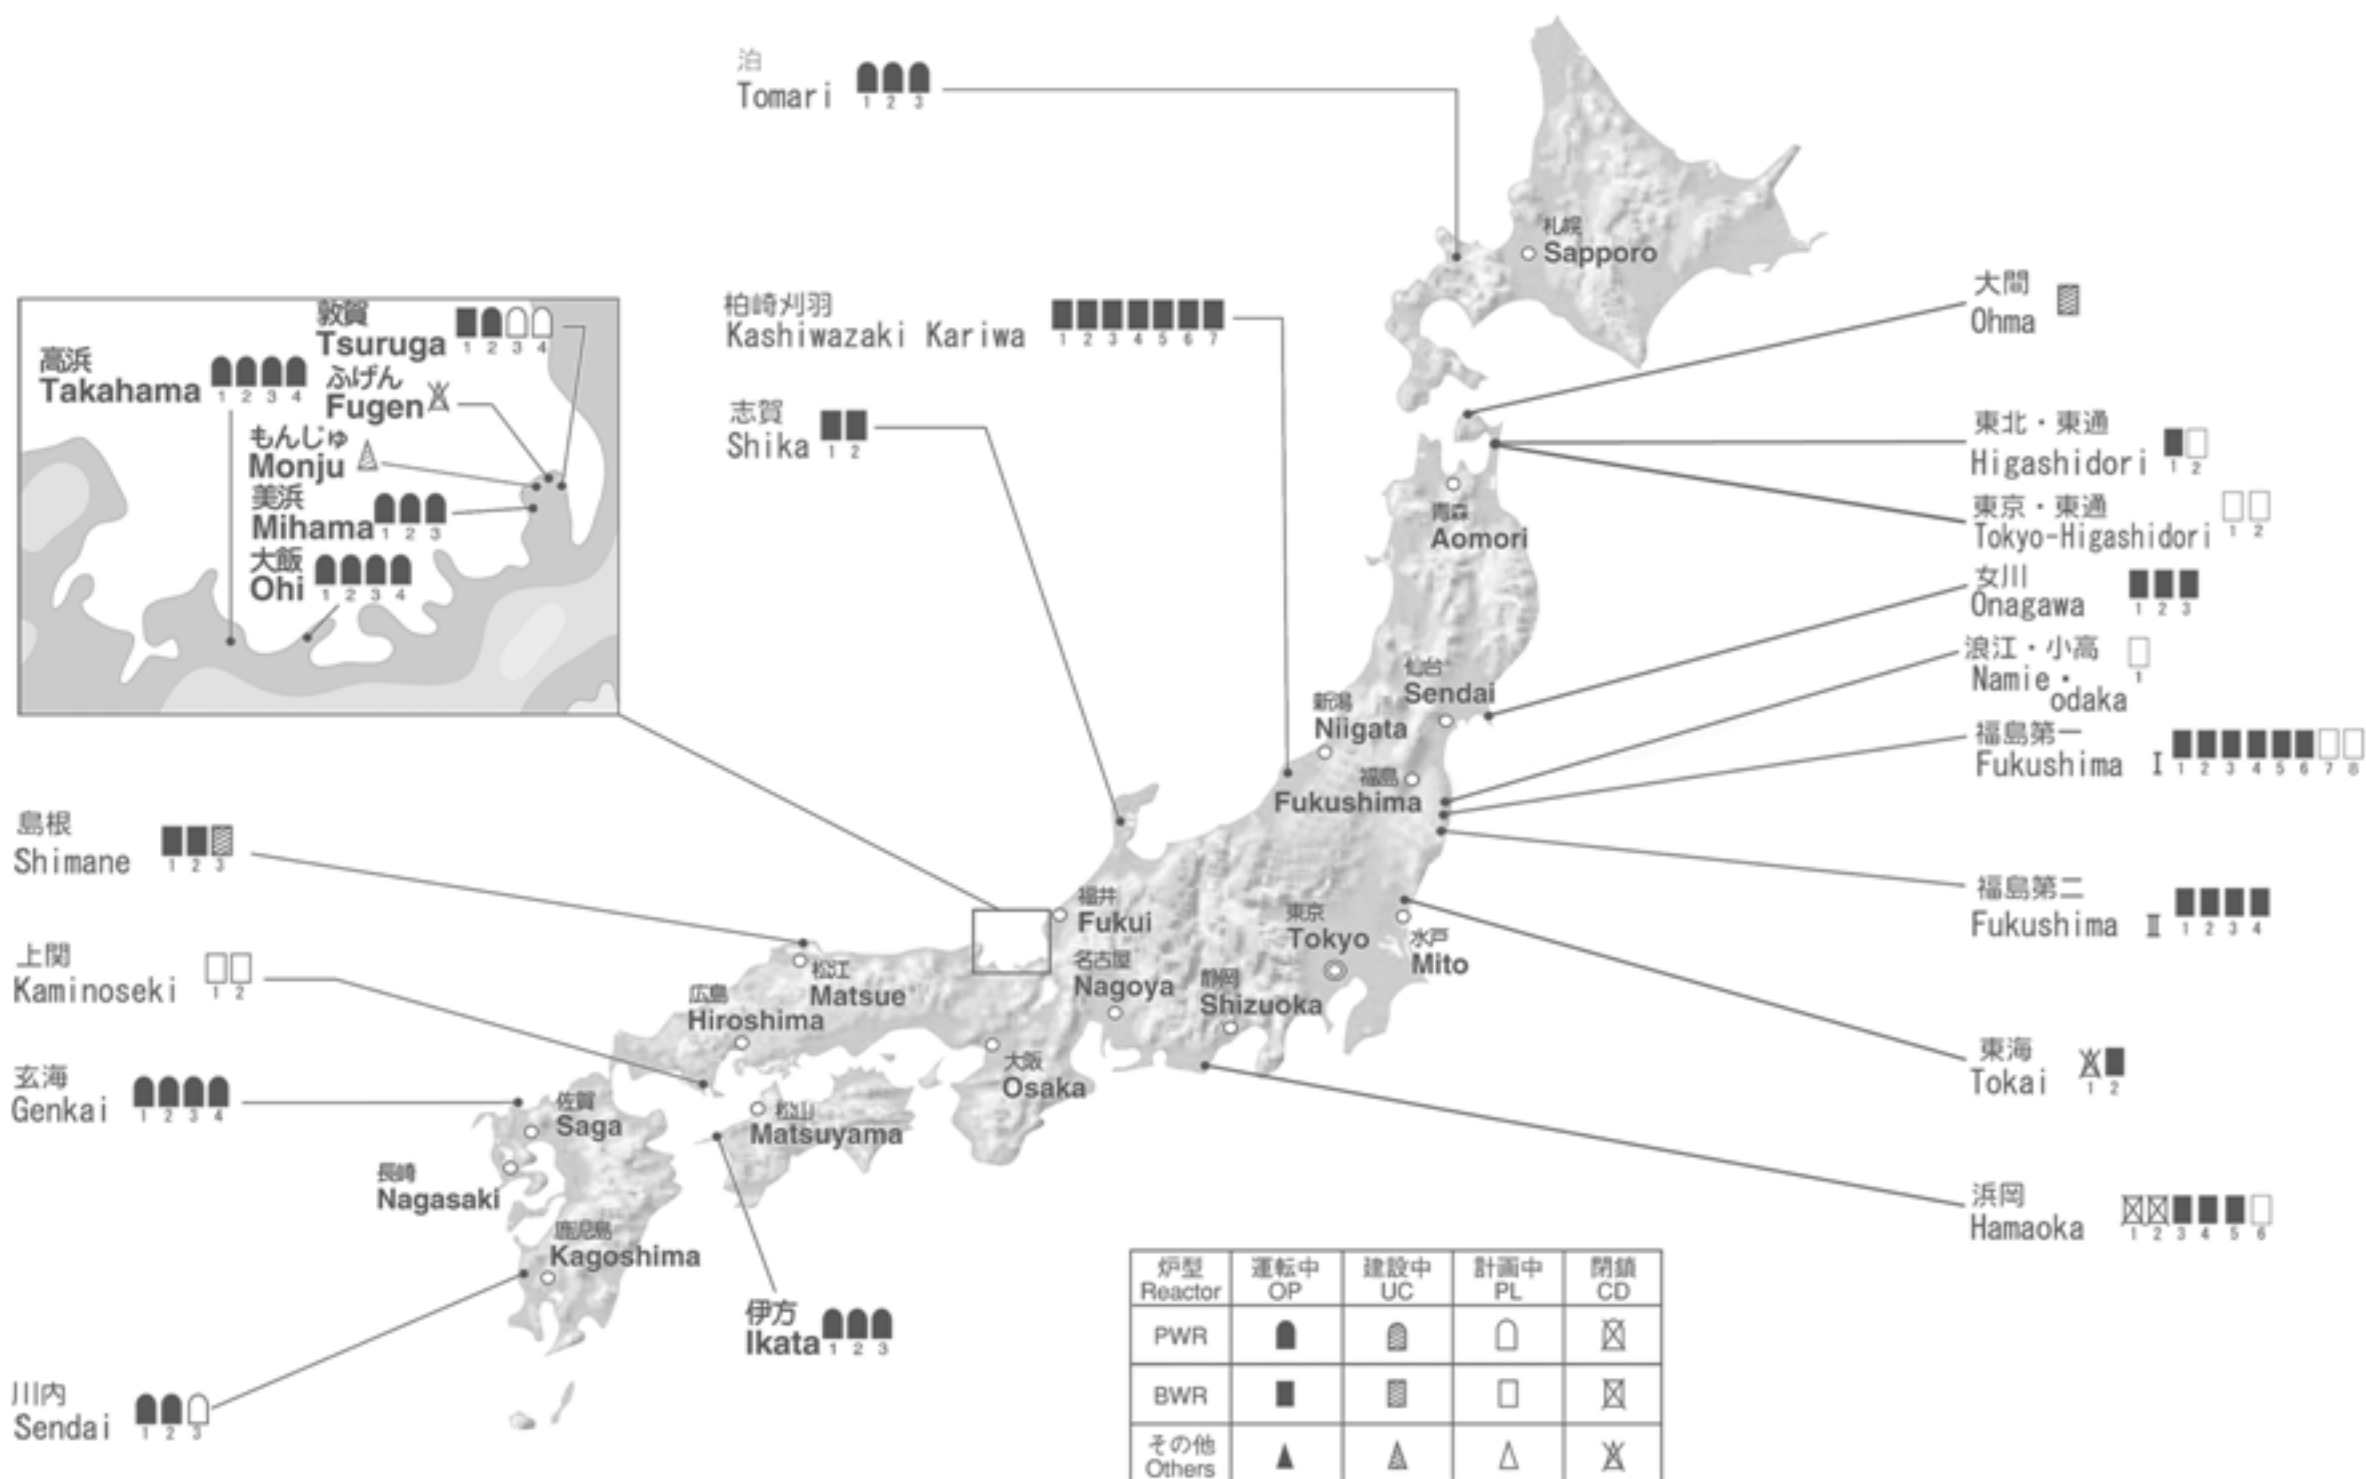 泊
Tomari
1 2 3
柏崎刈羽
Kashiwazaki Kariwa
1 2 3 4 5 6 7
志賀
Shika
1 2
敦賀
Tsuruga
1 2 3 4
高浜
Takahama
1 2 3 4
ふげん
Fugen
もんじゅ
Monju
美浜
Mihama
1 2 3
大飯
Ohi
1 2 3 4
島根
Shimane
1 2 3
上関
Kaminoseki
1 2
玄海
Genkai
1 2 3 4
川内
Sendai
1 2 3
伊方
Ikata
1 2 3
札幌
Sapporo
青森
Aomori
仙台
Sendai
新潟
Niigata
福島
Fukushima
福井
Fukui
東京
Tokyo
水戸
Mito
名古屋
Nagoya
静岡
Shizuoka
松江
Matsue
広島
Hiroshima
大阪
Osaka
松山
Matsuyama
佐賀
Saga
長崎
Nagasaki
鹿児島
Kagoshima
大間
Ohma
東北・東通
Higashidori
1 2
東京・東通
Tokyo-Higashidori
1 2
女川
Onagawa
1 2 3
浪江・小高
Namie・
odaka
1
福島第一
Fukushima Ⅰ
1 2 3 4 5 6 7 8
福島第二
Fukushima Ⅱ
1 2 3 4
東海
Tokai
1 2
浜岡
Hamaoka
1 2 3 4 5 6
炉型 運転中 建設中 計画中 閉鎖
Reactor OP UC PL CD
PWR
BWR
その他
Others